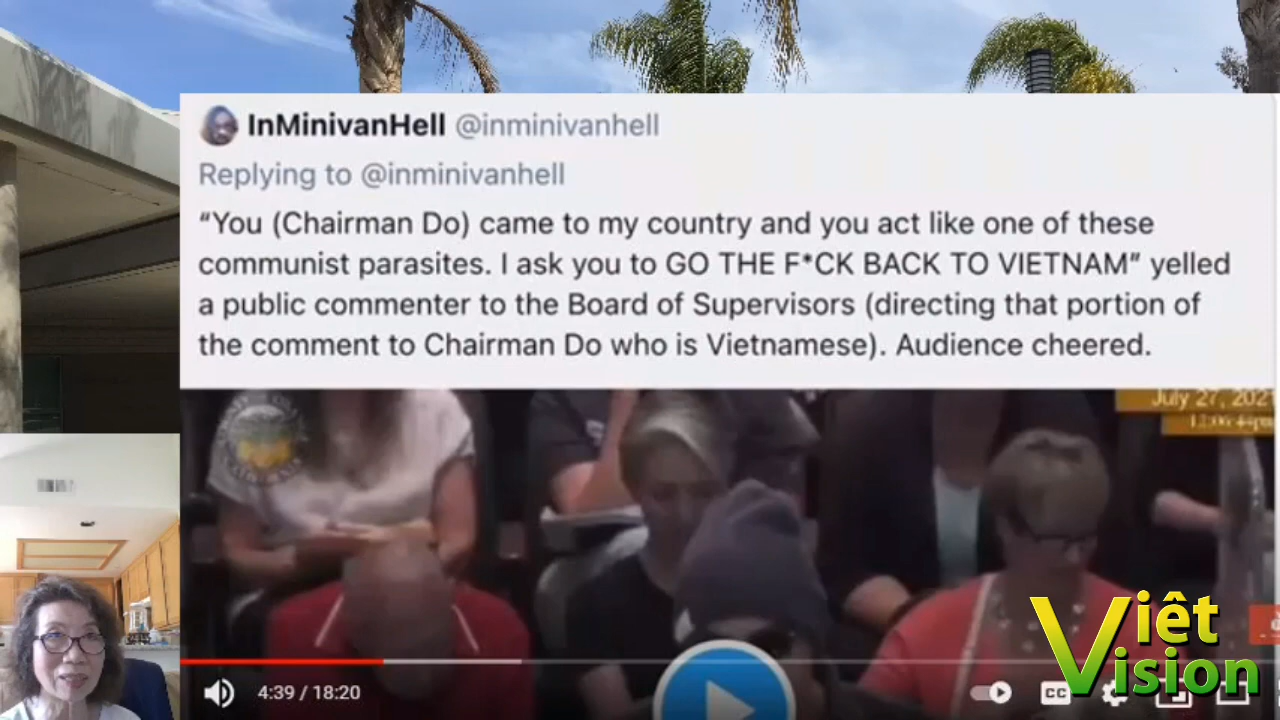 InMinivanHell @inminivanhell
Replying to @inminivanhell
“You (Chairman Do) came to my country and you act like one of these
communist parasites. I ask you to GO THE F*CK BACK TO VIETNAM” yelled
a public commenter to the Board of Supervisors (directing that portion of
the comment to Chairman Do who is Vietnamese). Audience cheered.
July 27, 2021
4:39 / 18:20
CC
Việt
Vision